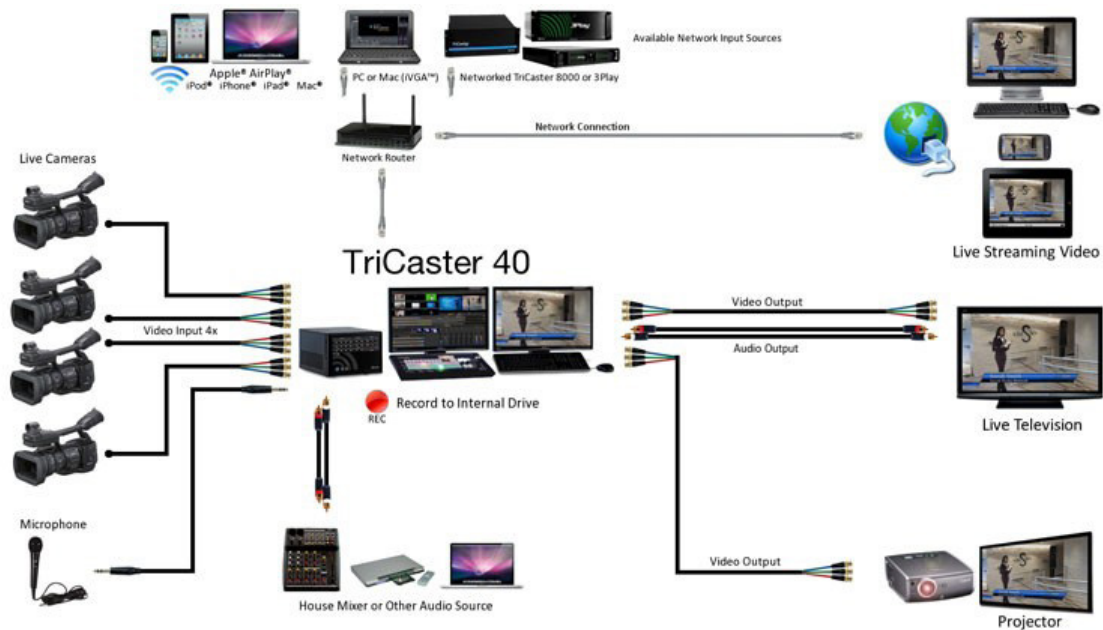 Available Network Input Sources
Apple® AirPlay®
iPod® iPhone® iPad® Mac®
PC or Mac (iVGA™)
Networked TriCaster 8000 or 3Play
TriCaster
3Play
Network Connection
Network Router
Live Cameras
Live Streaming Video
TriCaster 40
Video Input 4x
Video Output
Audio Output
REC
Record to Internal Drive
Live Television
Microphone
House Mixer or Other Audio Source
Video Output
Projector